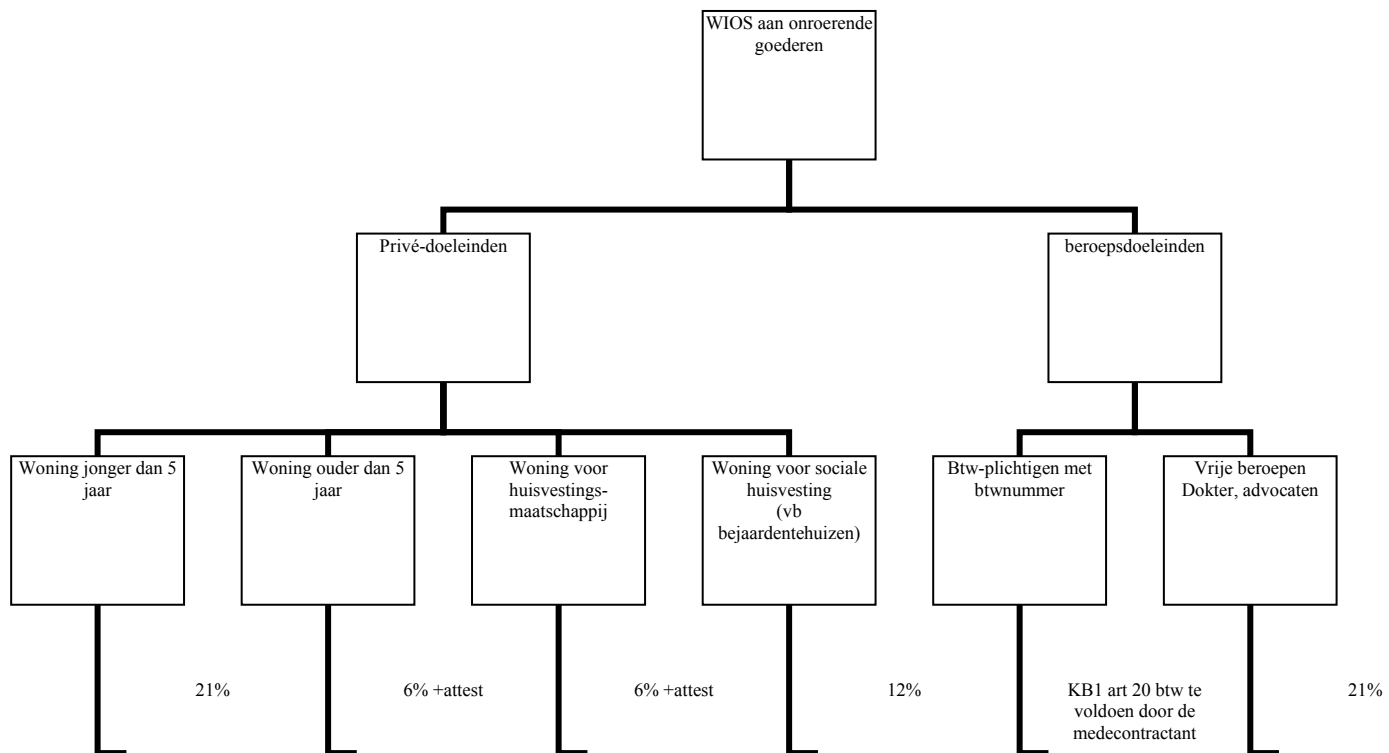 WIOS aan onroerende
goederen
Privé-doeleinden
beroepsdoeleinden
Woning jonger dan 5
jaar
Woning ouder dan 5
jaar
Woning voor
huisvestings-
maatschappij
Woning voor sociale
huisvesting
(vb
bejaardentehuizen)
Btw-plichtigen met
btwnummer
Vrije beroepen
Dokter, advocaten
21%
6% +attest
6% +attest
12%
KB1 art 20 btw te
voldoen door de
medecontractant
21%